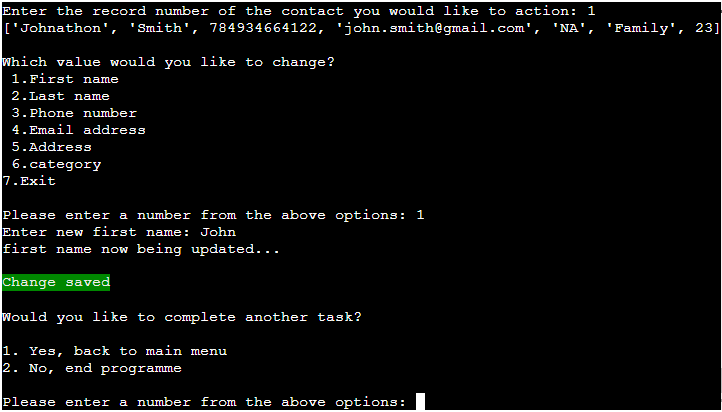 Enter the record number of the contact you would like to action: 1
['Johnathon', 'Smith', 784934664122, 'john.smith@gmail.com', 'NA', 'Family', 23]
Which value would you like to change?
1.First name
2.Last name
3.Phone number
4.Email address
5.Address
6.category
7.Exit
Please enter a number from the above options: 1
Enter new first name: John
first name now being updated...
Change saved
Would you like to complete another task?
1. Yes, back to main menu
2. No, end programme
Please enter a number from the above options: